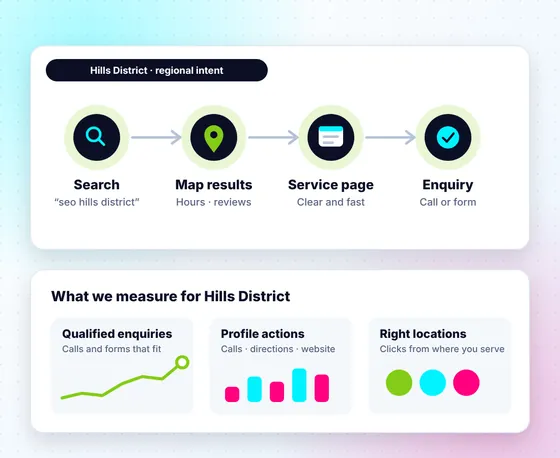 Hills District · regional intent
Search
Map results
Service page
Enquiry
“seo hills district”
Hours · reviews
Clear and fast
Call or form
What we measure for Hills District
Qualified enquiries
Calls and forms that fit
Profile actions
Calls · directions · website
Right locations
Clicks from where you serve